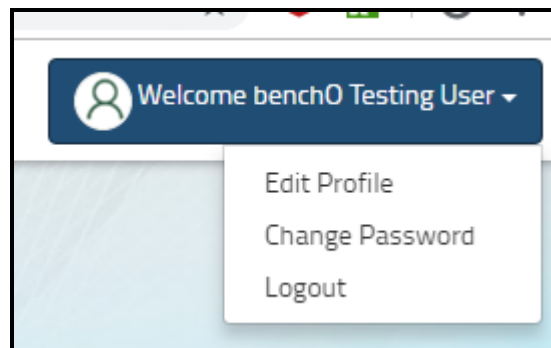 Welcome benchO Testing User
Edit Profile
Change Password
Logout